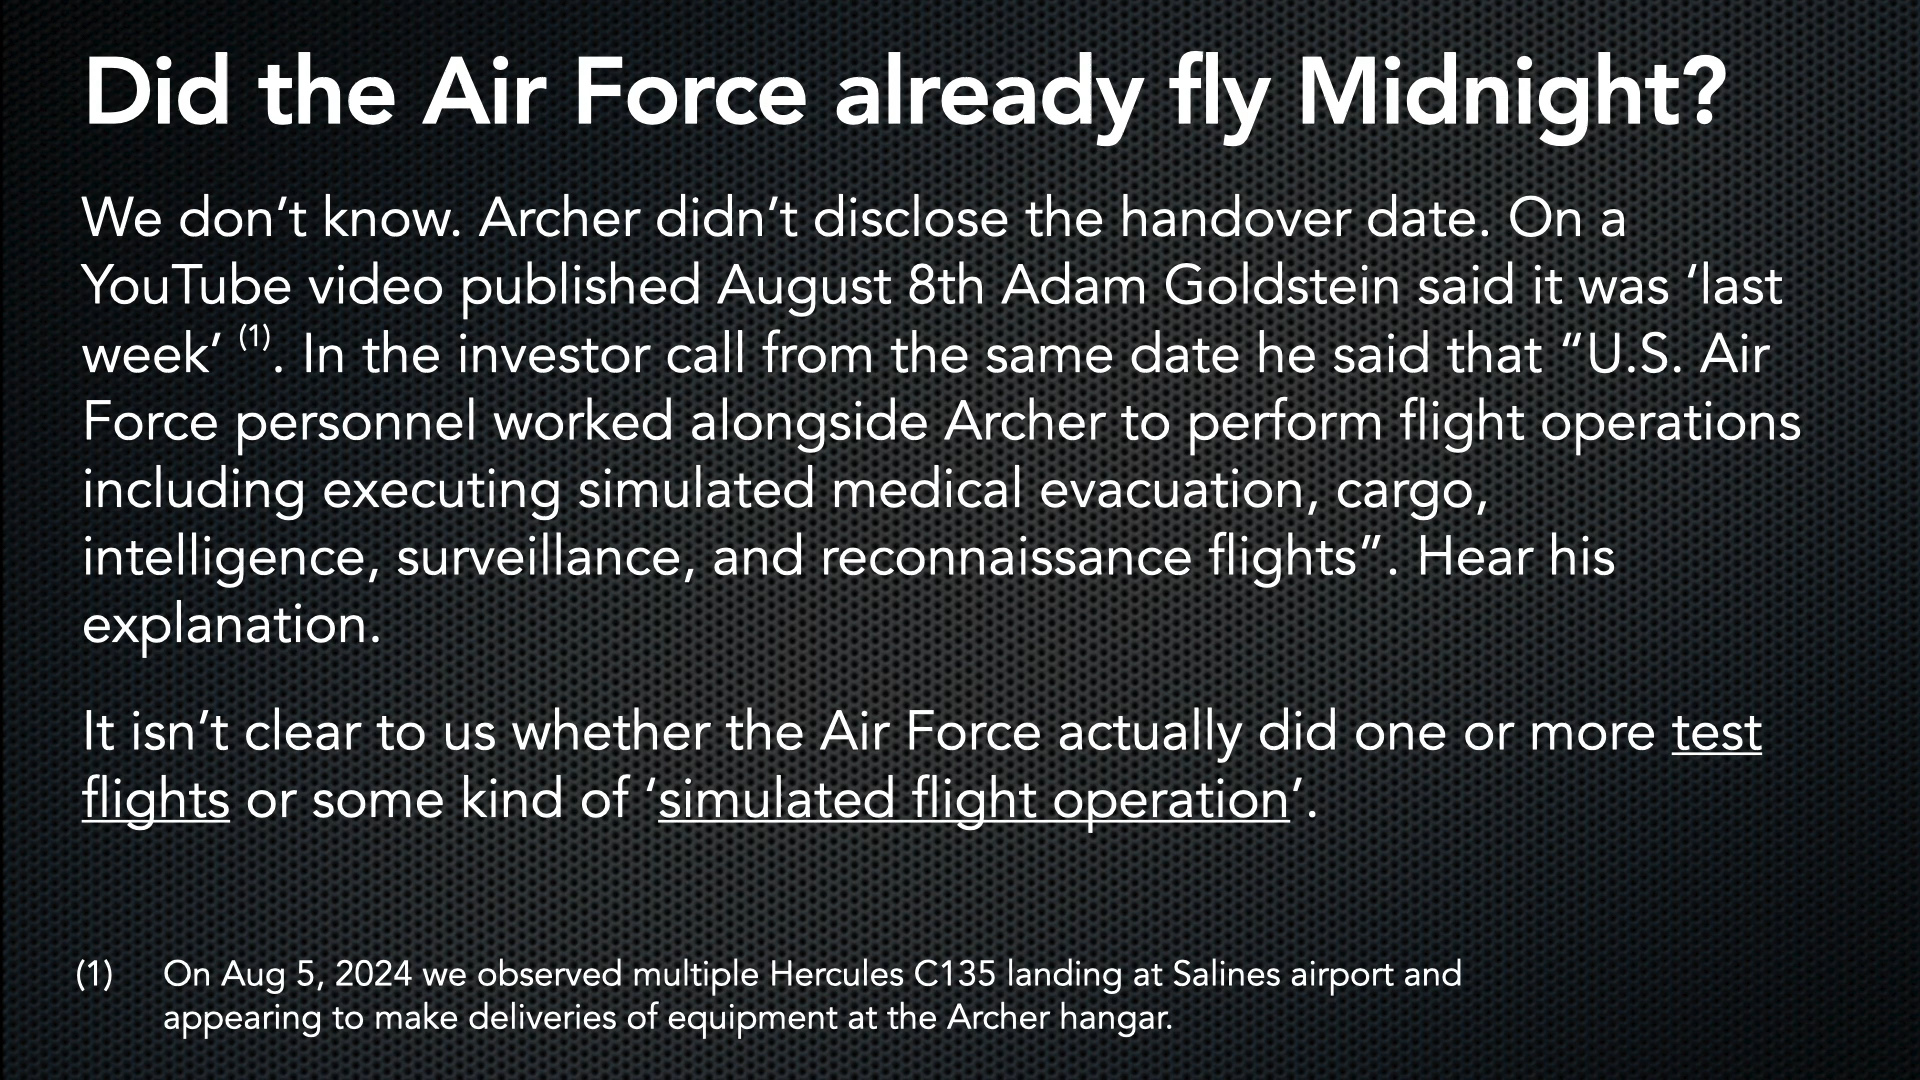 Did the Air Force already fly Midnight?
We don’t know. Archer didn’t disclose the handover date. On a
YouTube video published August 8th Adam Goldstein said it was ‘last
week’ (1). In the investor call from the same date he said that “U.S. Air
Force personnel worked alongside Archer to perform flight operations
including executing simulated medical evacuation, cargo,
intelligence, surveillance, and reconnaissance flights”. Hear his
explanation.
It isn’t clear to us whether the Air Force actually did one or more test
flights or some kind of ‘simulated flight operation’.
(1) On Aug 5, 2024 we observed multiple Hercules C135 landing at Salines airport and
appearing to make deliveries of equipment at the Archer hangar.